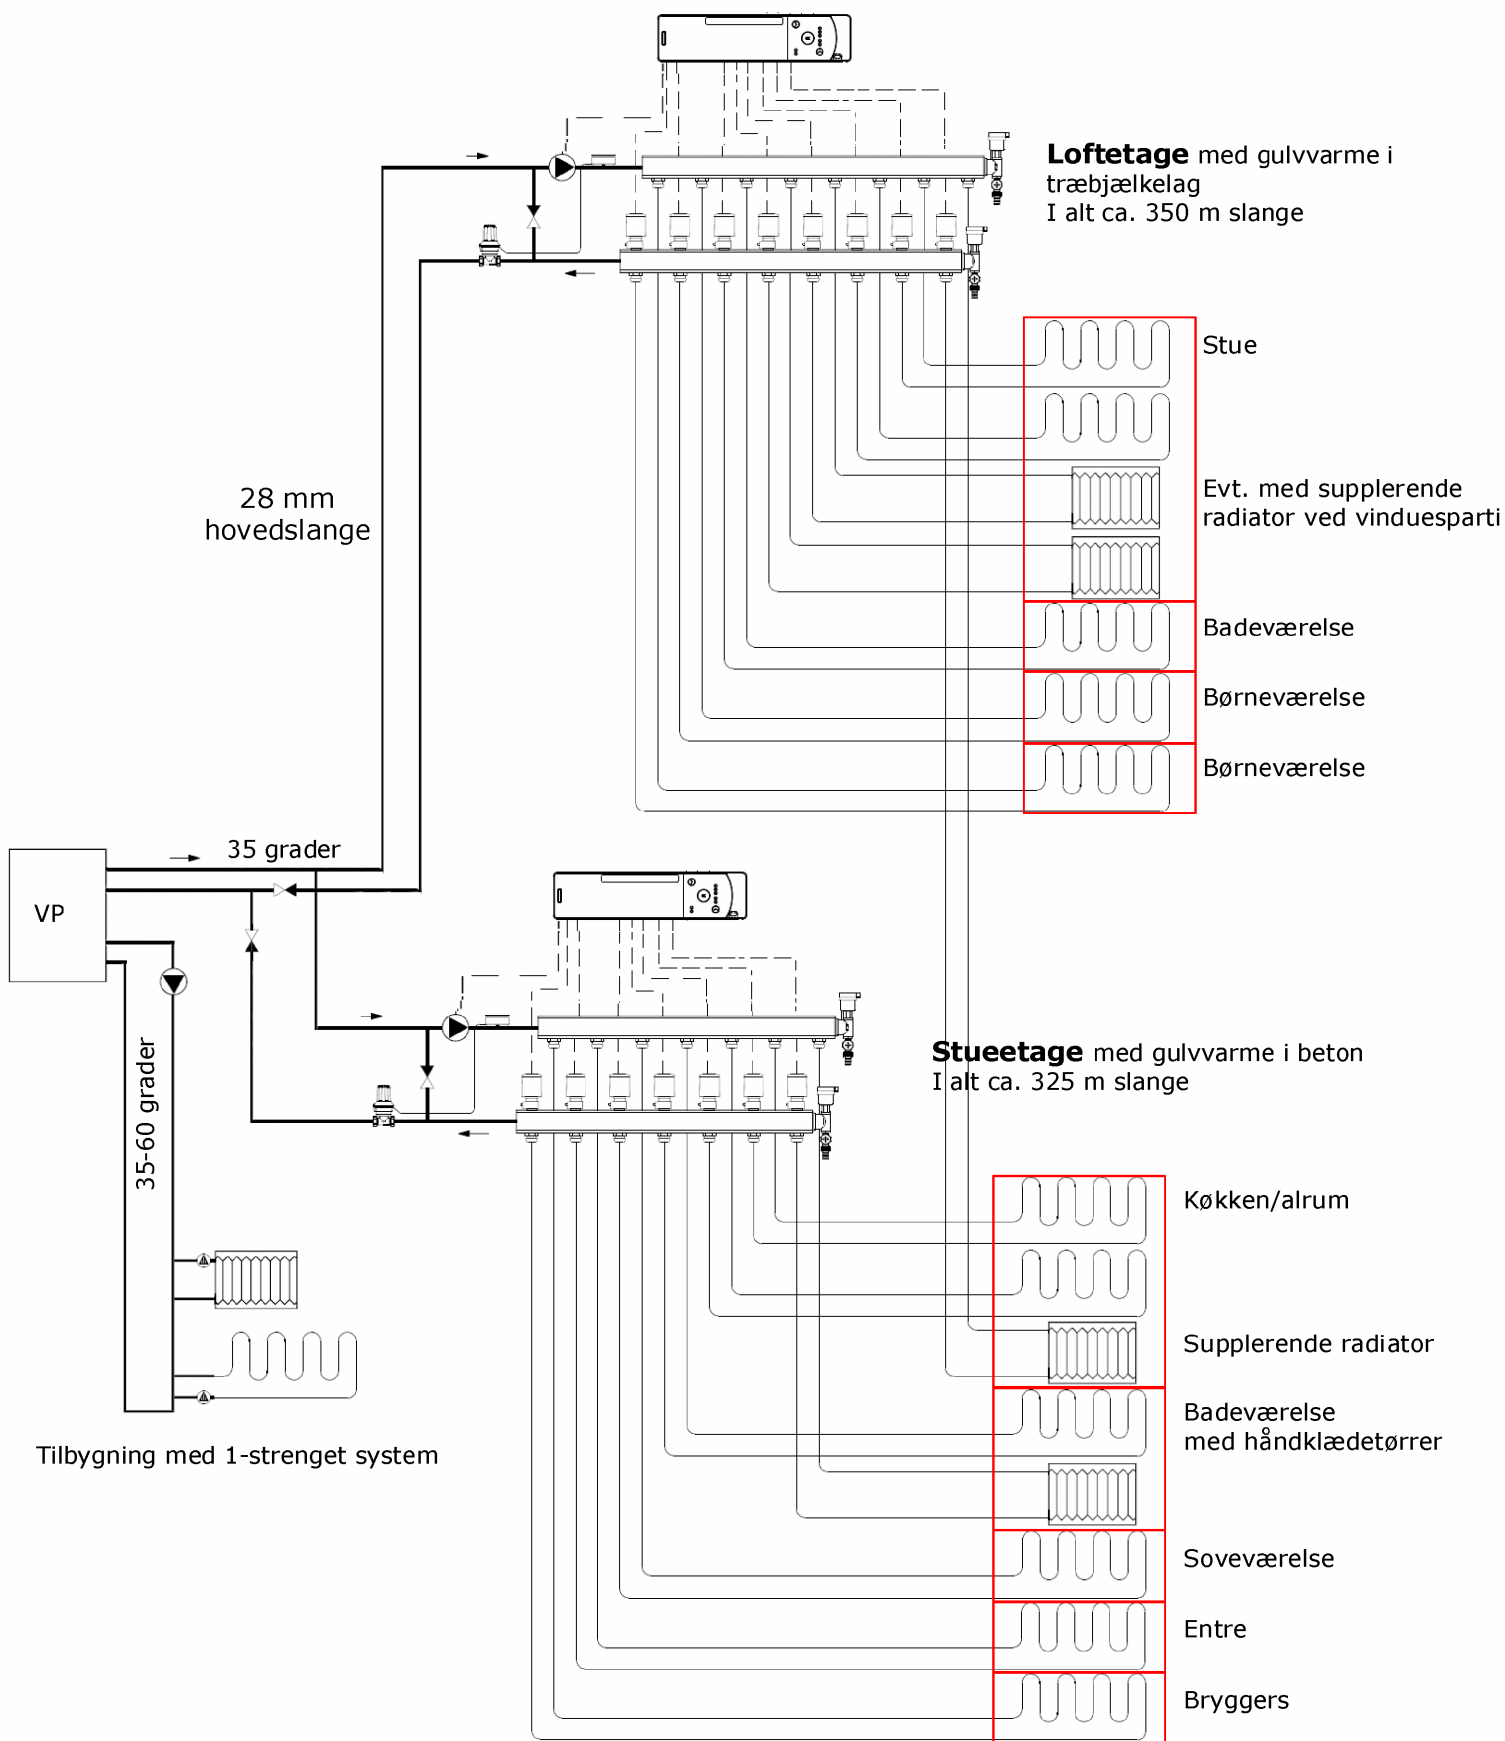 Loftetage med gulvvarme i
træbjælkelag
I alt ca. 350 m slange
Stue
28 mm
hovedslange
Evt. med supplerende
radiator ved vinduesparti
Badeværelse
Børneværelse
Børneværelse
35 grader
VP
35-60 grader
Stueetage med gulvvarme i beton
I alt ca. 325 m slange
Køkken/alrum
Supplerende radiator
Badeværelse
med håndklædetørrer
Tilbygning med 1-strenget system
Soveværelse
Entre
Bryggers